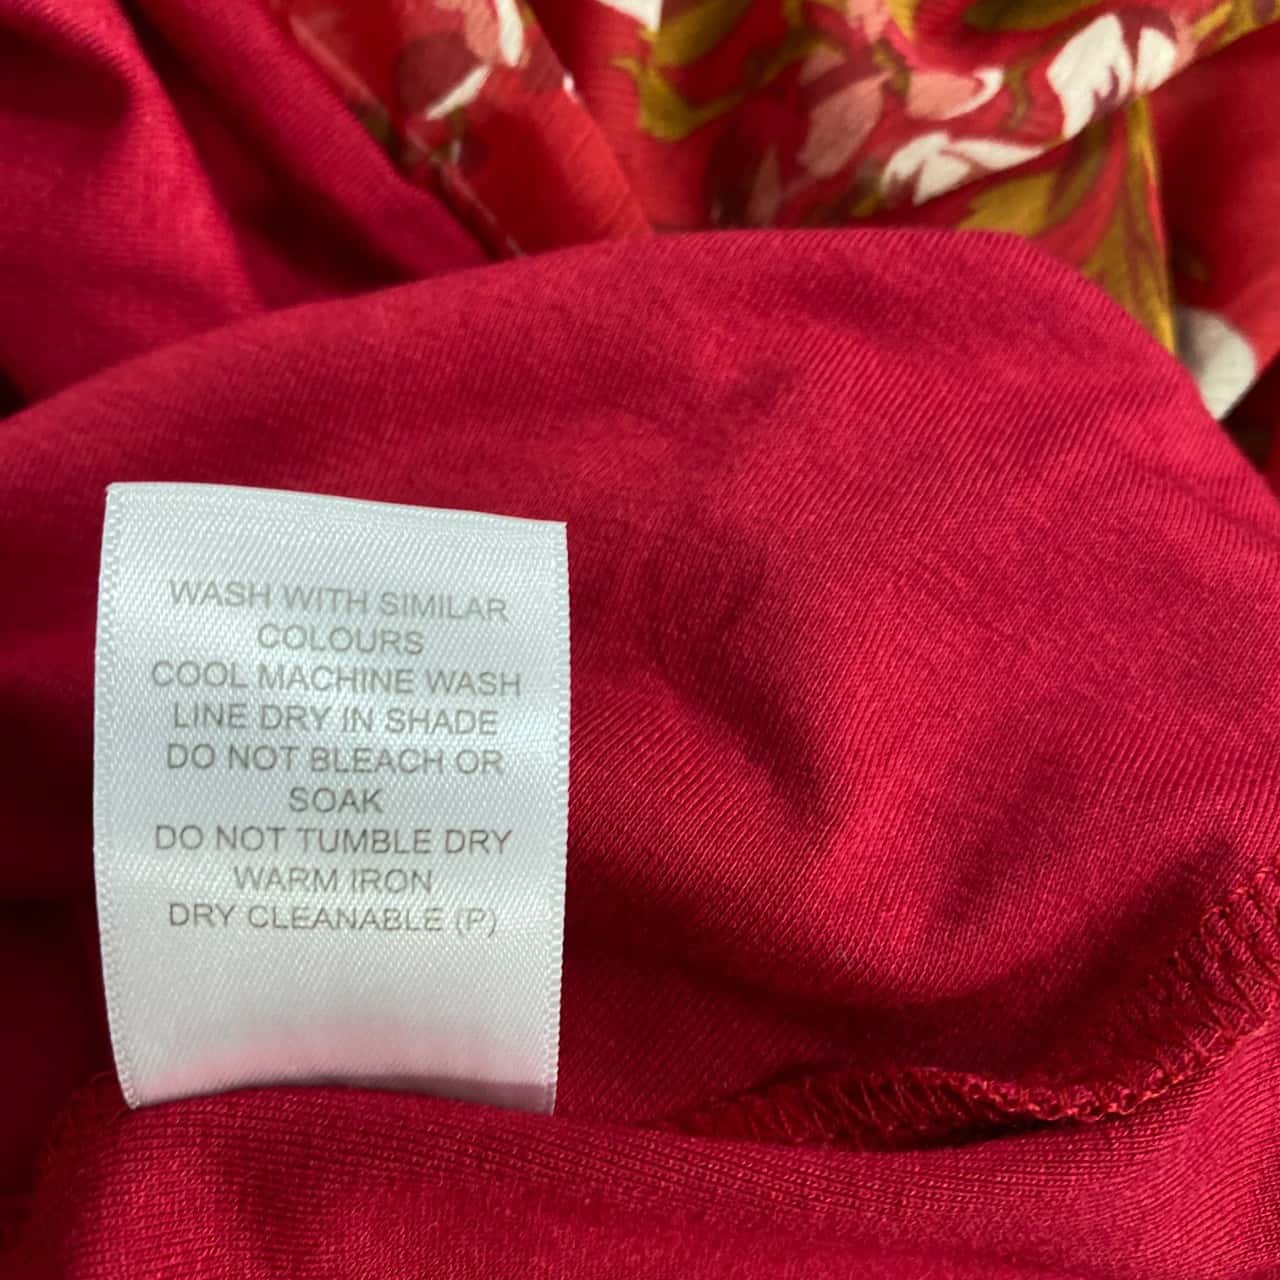 WASH WITH SIMILAR
COLOURS
COOL MACHINE WASH
LINE DRY IN SHADE
DO NOT BLEACH OR
SOAK
DO NOT TUMBLE DRY
WARM IRON
DRY CLEANABLE (P)